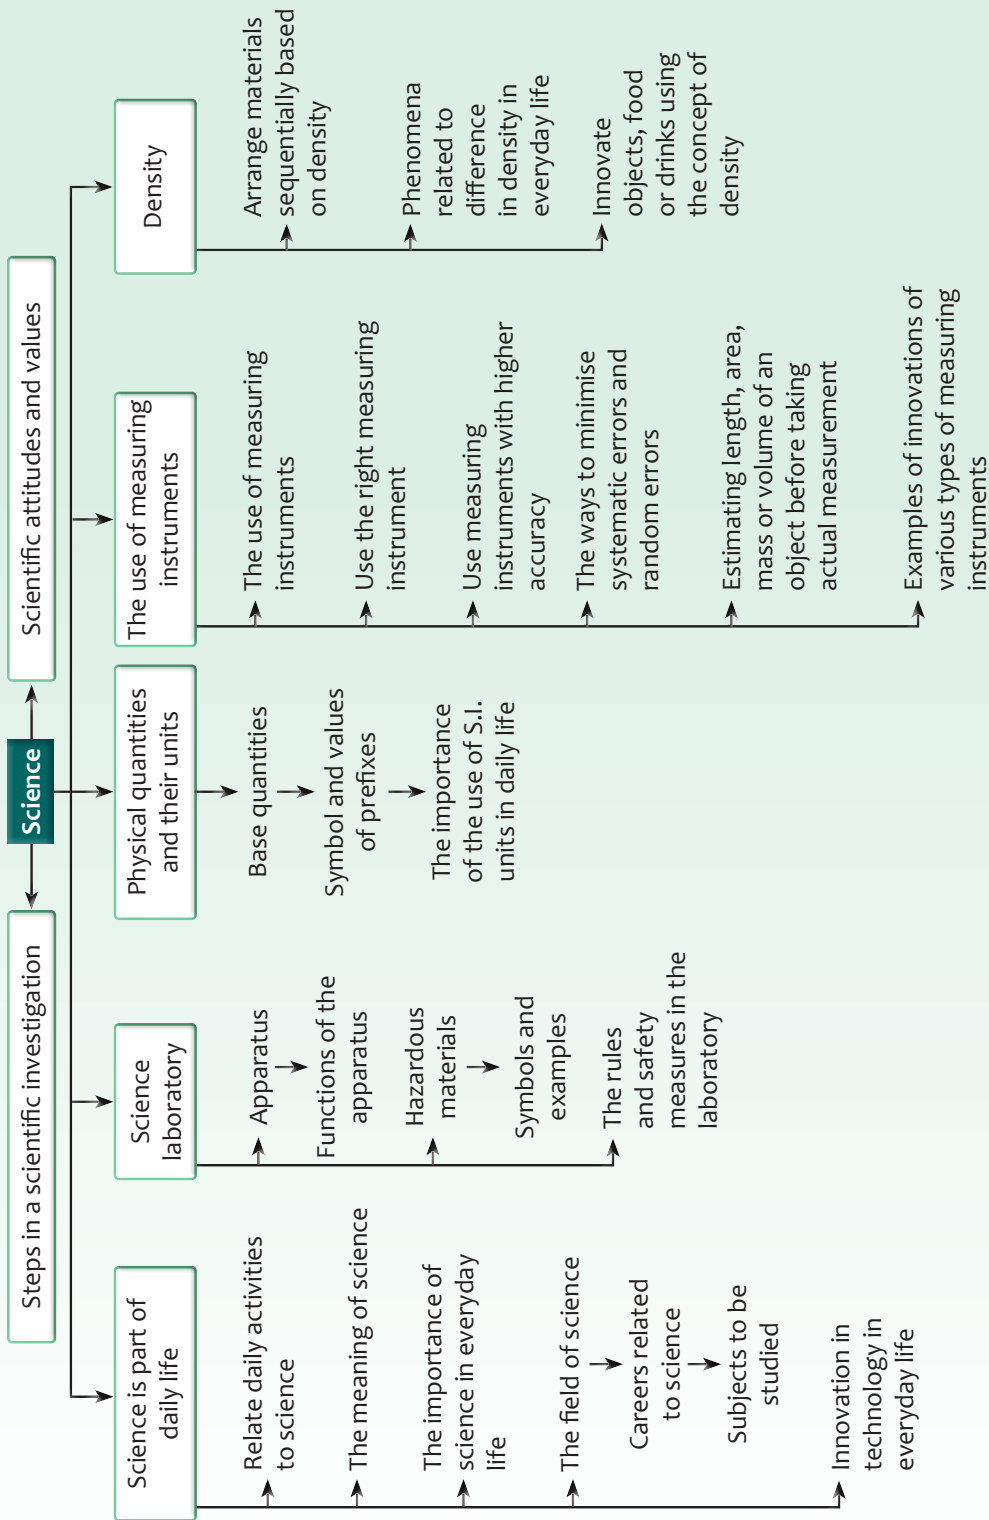 Science
Steps in a scientific investigation
Scientific attitudes and values
Science is part of
daily life
Relate daily activities
to science
The meaning of science
The importance of
science in everyday
life
The field of science
Careers related
to science
Subjects to be
studied
Innovation in
technology in
everyday life
Science
laboratory
Apparatus
Functions of the
apparatus
Hazardous
materials
Symbols and
examples
The rules
and safety
measures in the
laboratory
Physical quantities
and their units
Base quantities
Symbol and values
of prefixes
The importance
of the use of S.I.
units in daily life
The use of measuring
instruments
The use of measuring
instruments
Use the right measuring
instrument
Use measuring
instruments with higher
accuracy
The ways to minimise
systematic errors and
random errors
Estimating length, area,
mass or volume of an
object before taking
actual measurement
Examples of innovations of
various types of measuring
instruments
Density
Arrange materials
sequentially based
on density
Phenomena
related to
difference
in density in
everyday life
Innovate
objects, food
or drinks using
the concept of
density